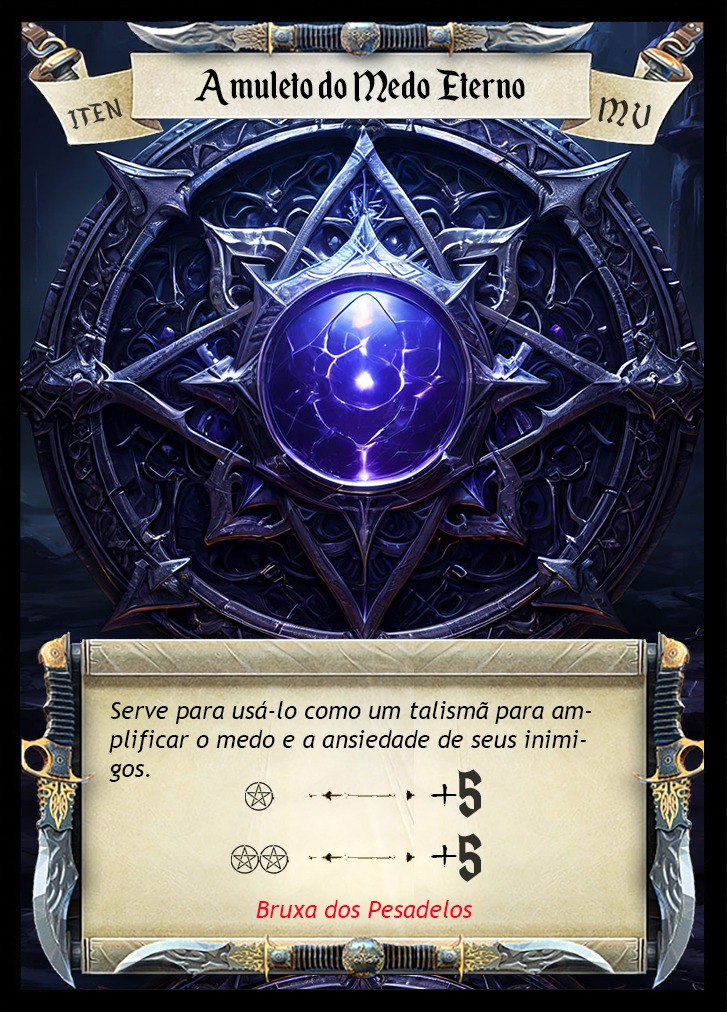 Amuleto do Medo Eterno
ITEN
MU
Serve para usá-lo como um talismã para am-
plificar o medo e a ansiedade de seus inimi-
gos.
+5
+5
Bruxa dos Pesadelos